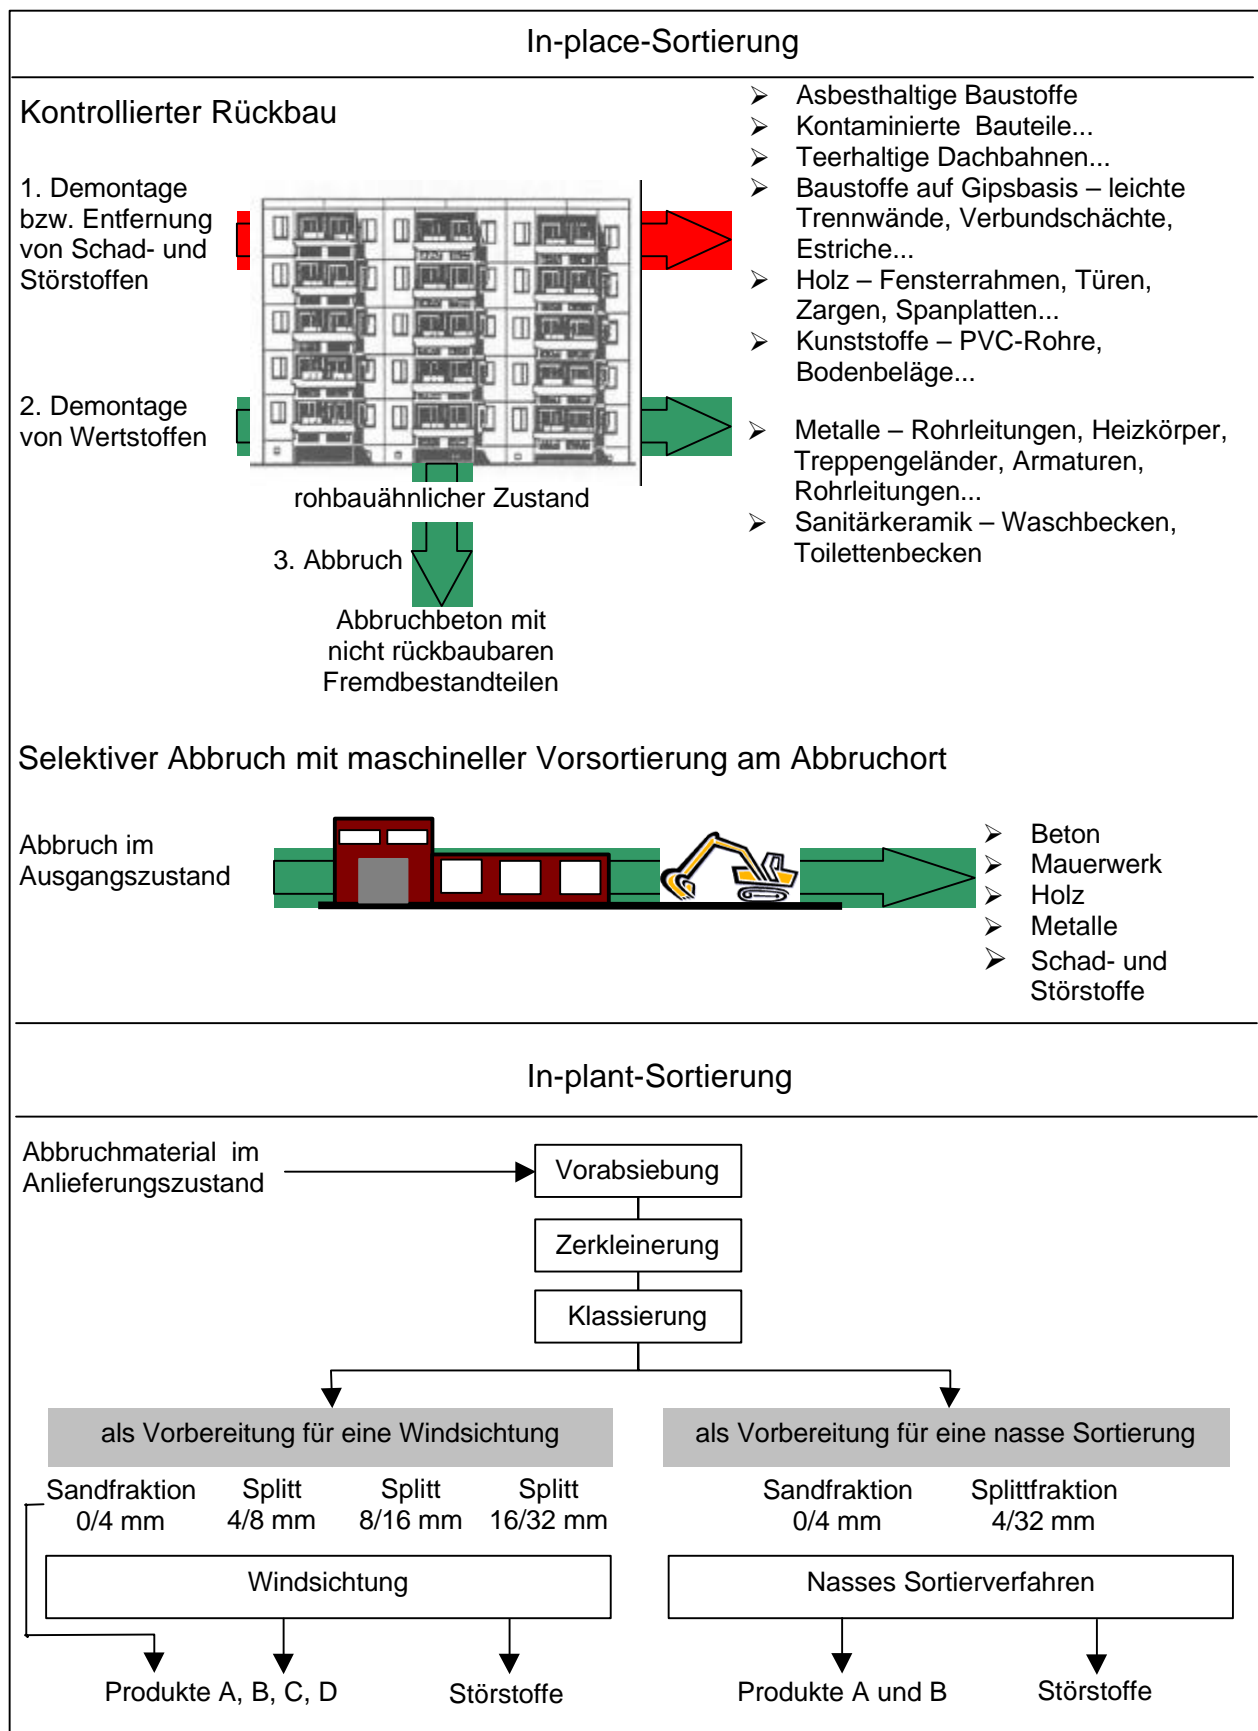 In-place-Sortierung
Kontrollierter Rückbau
1. Demontage
bzw. Entfernung
von Schad- und
Störstoffen
➢ Asbesthaltige Baustoffe
➢ Kontaminierte Bauteile...
➢ Teerhaltige Dachbahnen...
➢ Baustoffe auf Gipsbasis – leichte
Trennwände, Verbundschächte,
Estriche...
➢ Holz – Fensterrahmen, Türen,
Zargen, Spanplatten...
➢ Kunststoffe – PVC-Rohre,
Bodenbeläge...
2. Demontage
von Wertstoffen
➢ Metalle – Rohrleitungen, Heizkörper,
Treppengeländer, Armaturen,
Rohrleitungen...
➢ Sanitärkeramik – Waschbecken,
Toilettenbecken
rohbauähnlicher Zustand
3. Abbruch
Abbruchbeton mit
nicht rückbaubaren
Fremdbestandteilen
Selektiver Abbruch mit maschineller Vorsortierung am Abbruchort
Abbruch im
Ausgangszustand
➢ Beton
➢ Mauerwerk
➢ Holz
➢ Metalle
➢ Schad- und
Störstoffe
In-plant-Sortierung
Abbruchmaterial im
Anlieferungszustand
Vorabsiebung
Zerkleinerung
Klassierung
als Vorbereitung für eine Windsichtung
Sandfraktion Splitt Splitt Splitt
0/4 mm 4/8 mm 8/16 mm 16/32 mm
Windsichtung
Produkte A, B, C, D Störstoffe
als Vorbereitung für eine nasse Sortierung
Sandfraktion Splittfraktion
0/4 mm 4/32 mm
Nasses Sortierverfahren
Produkte A und B Störstoffe